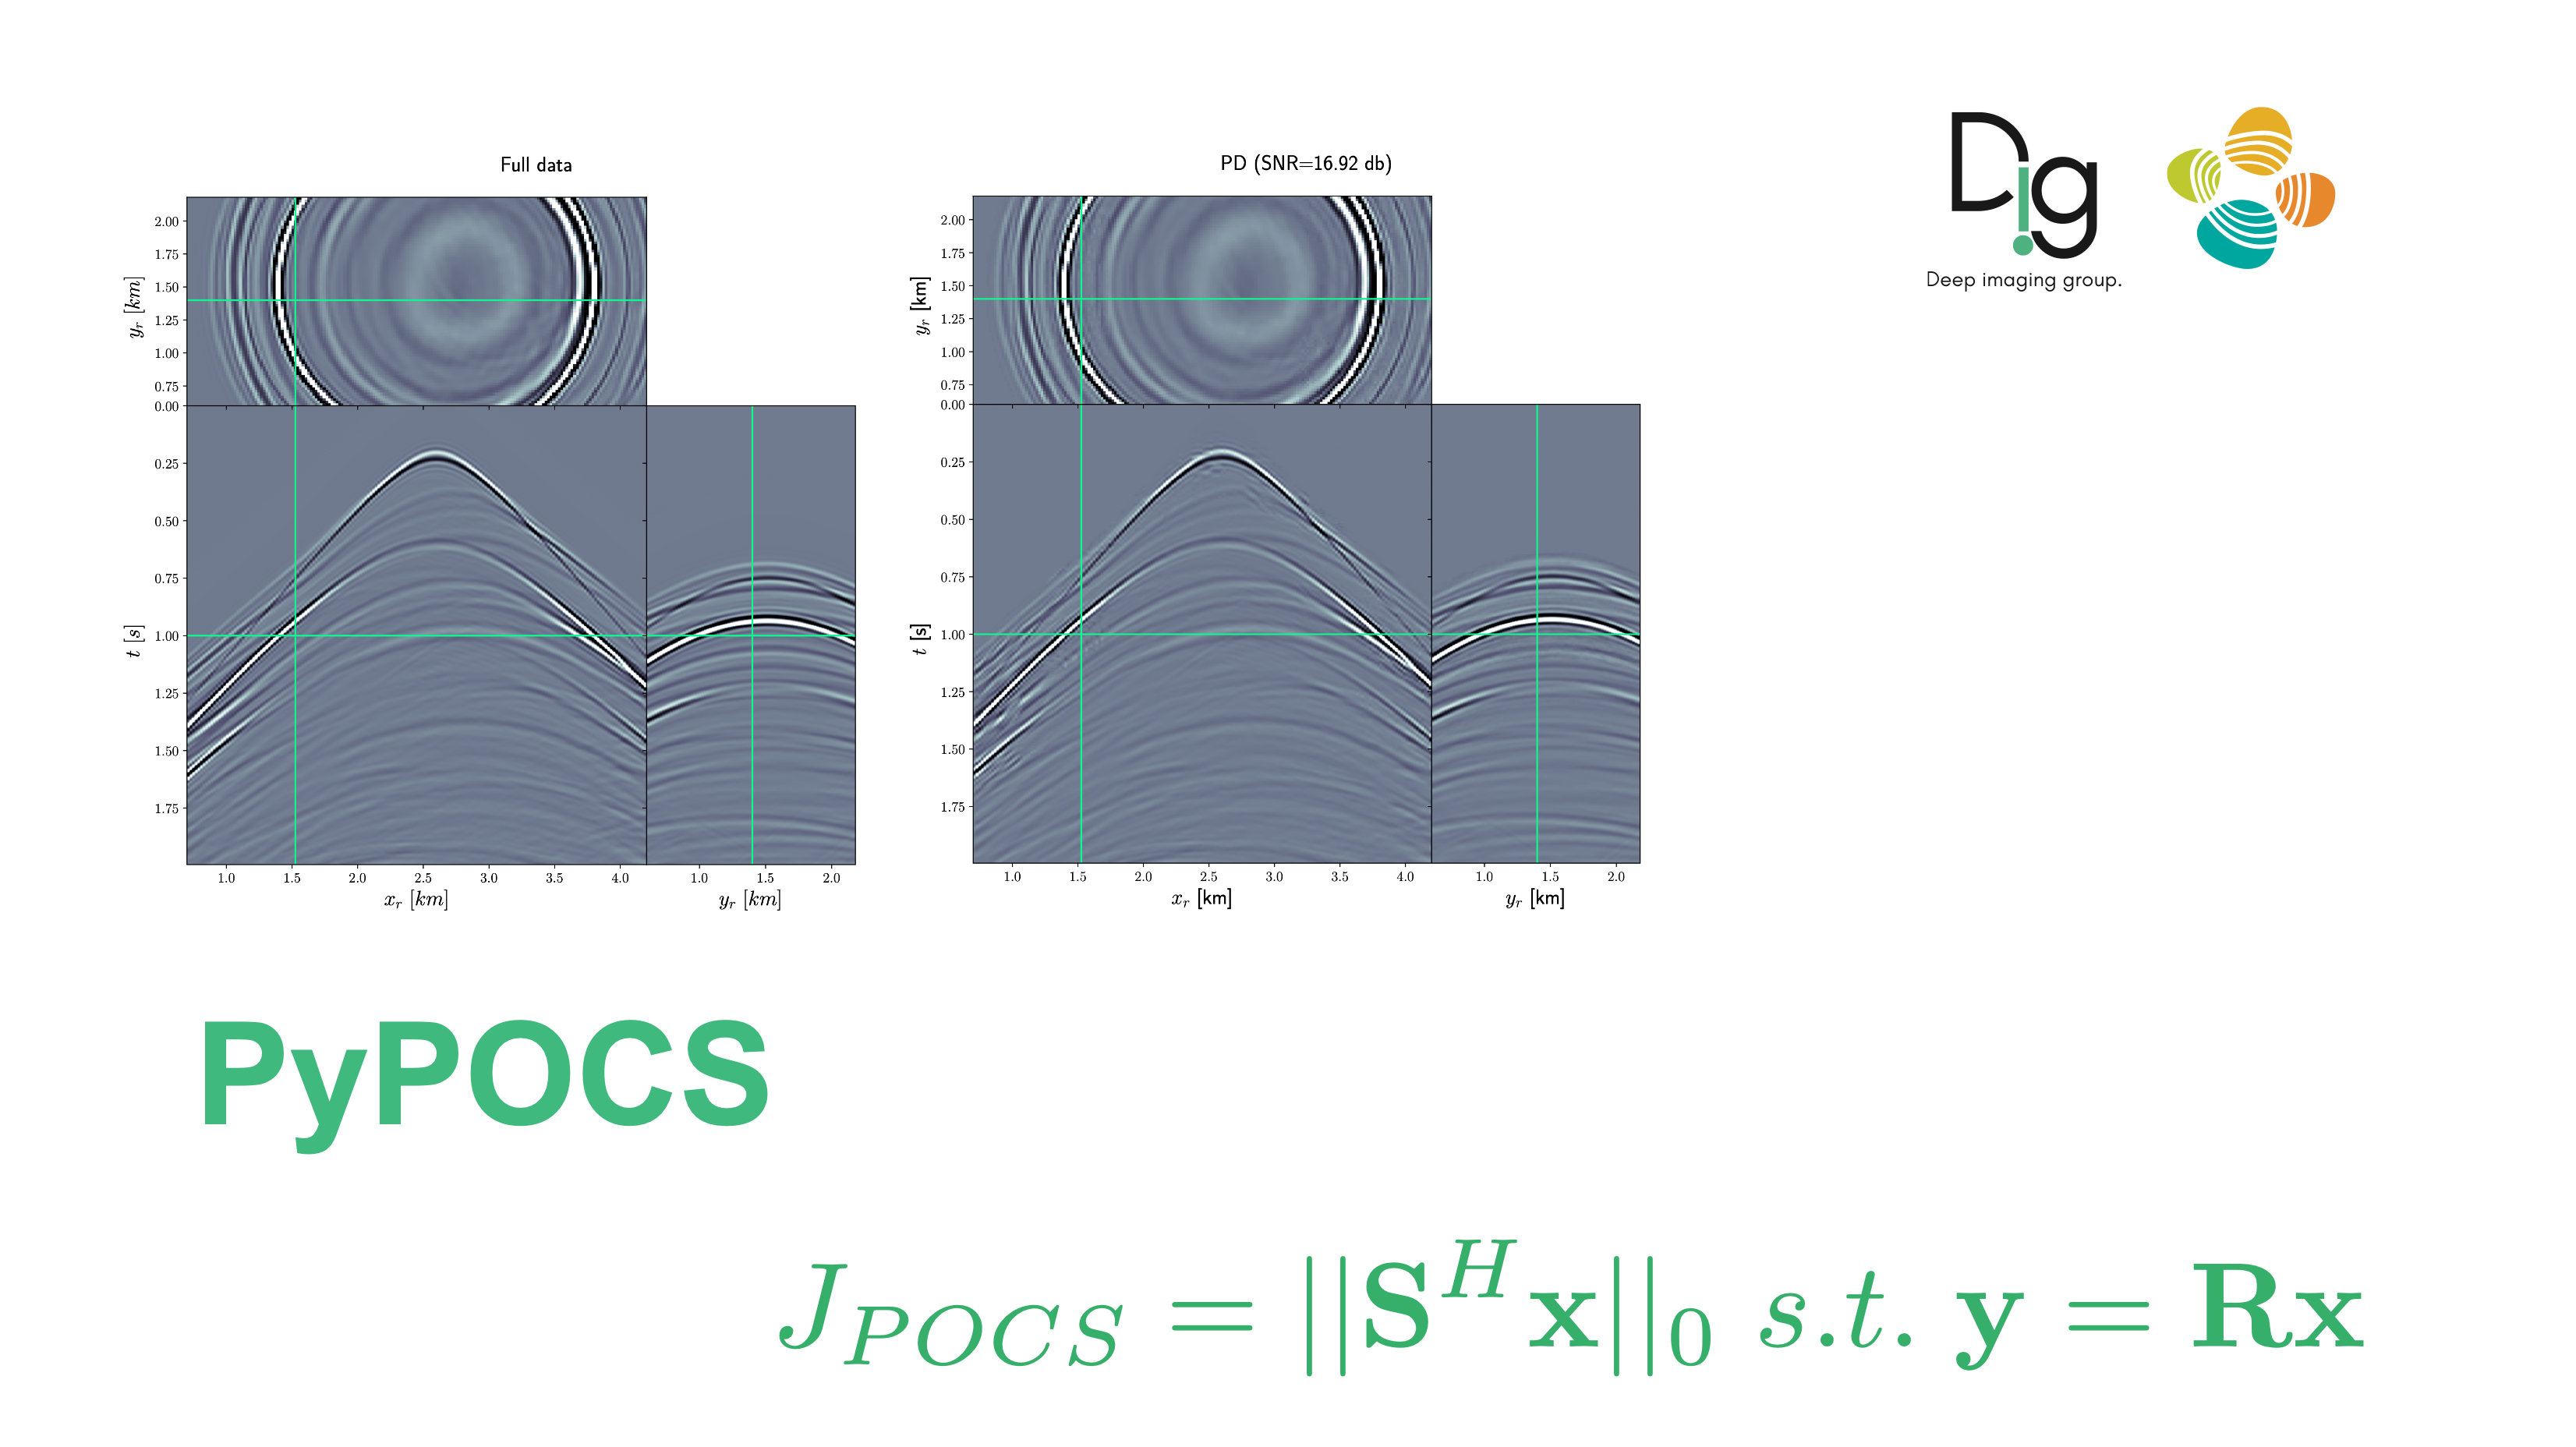 Full data
2.00
1.75
1.50
1.25
1.00
0.75
y_r [km]
0.00
0.25
0.50
0.75
1.00
1.25
1.50
1.75
t [s]
1.0 1.5 2.0 2.5 3.0 3.5 4.0 1.0 1.5 2.0
x_r [km] y_r [km]
PD (SNR=16.92 db)
2.00
1.75
1.50
1.25
1.00
0.75
y_r [km]
0.00
0.25
0.50
0.75
1.00
1.25
1.50
1.75
t [s]
1.0 1.5 2.0 2.5 3.0 3.5 4.0 1.0 1.5 2.0
x_r [km] y_r [km]
Dig
Deep imaging group.
PyPOCS
J_{POCS} = ||S^H x||_0 s.t. y = Rx